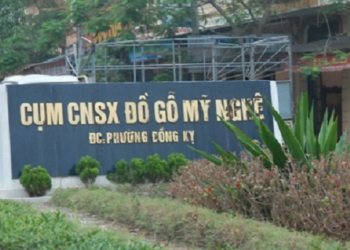 CỤM CNSX ĐỒ GỖ MỸ NGHỆ
ĐC:PHƯỜNG ĐỒNG KỴ